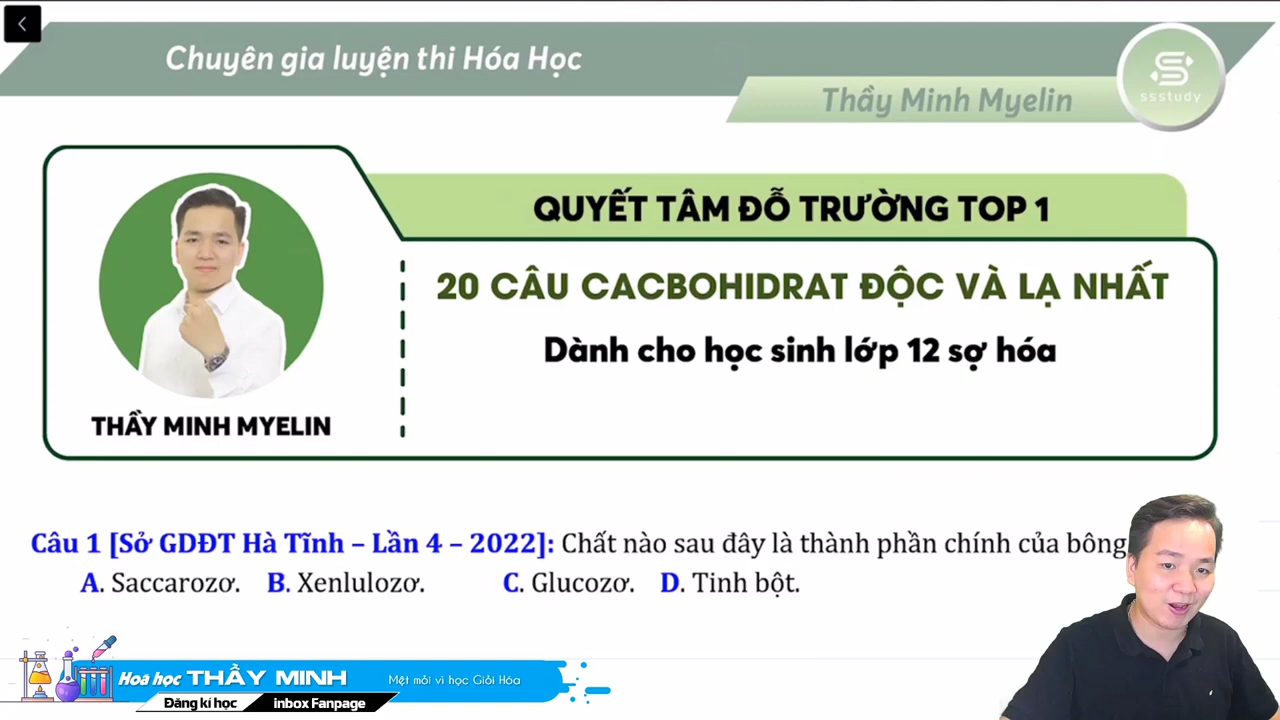 Chuyên gia luyện thi Hóa Học
Thầy Minh Myelin
ssstudy
QUYẾT TÂM ĐỖ TRƯỜNG TOP 1
20 CÂU CACBOHIDRAT ĐỘC VÀ LẠ NHẤT
Dành cho học sinh lớp 12 sợ hóa
THẦY MINH MYELIN
Câu 1 [Sở GDĐT Hà Tĩnh – Lần 4 – 2022]: Chất nào sau đây là thành phần chính của bông
A. Saccarozơ. B. Xenlulozơ. C. Glucozơ. D. Tinh bột.
Hoá học THẦY MINH
Mệt mỏi vì học Giỏi Hóa
Đăng kí học inbox Fanpage